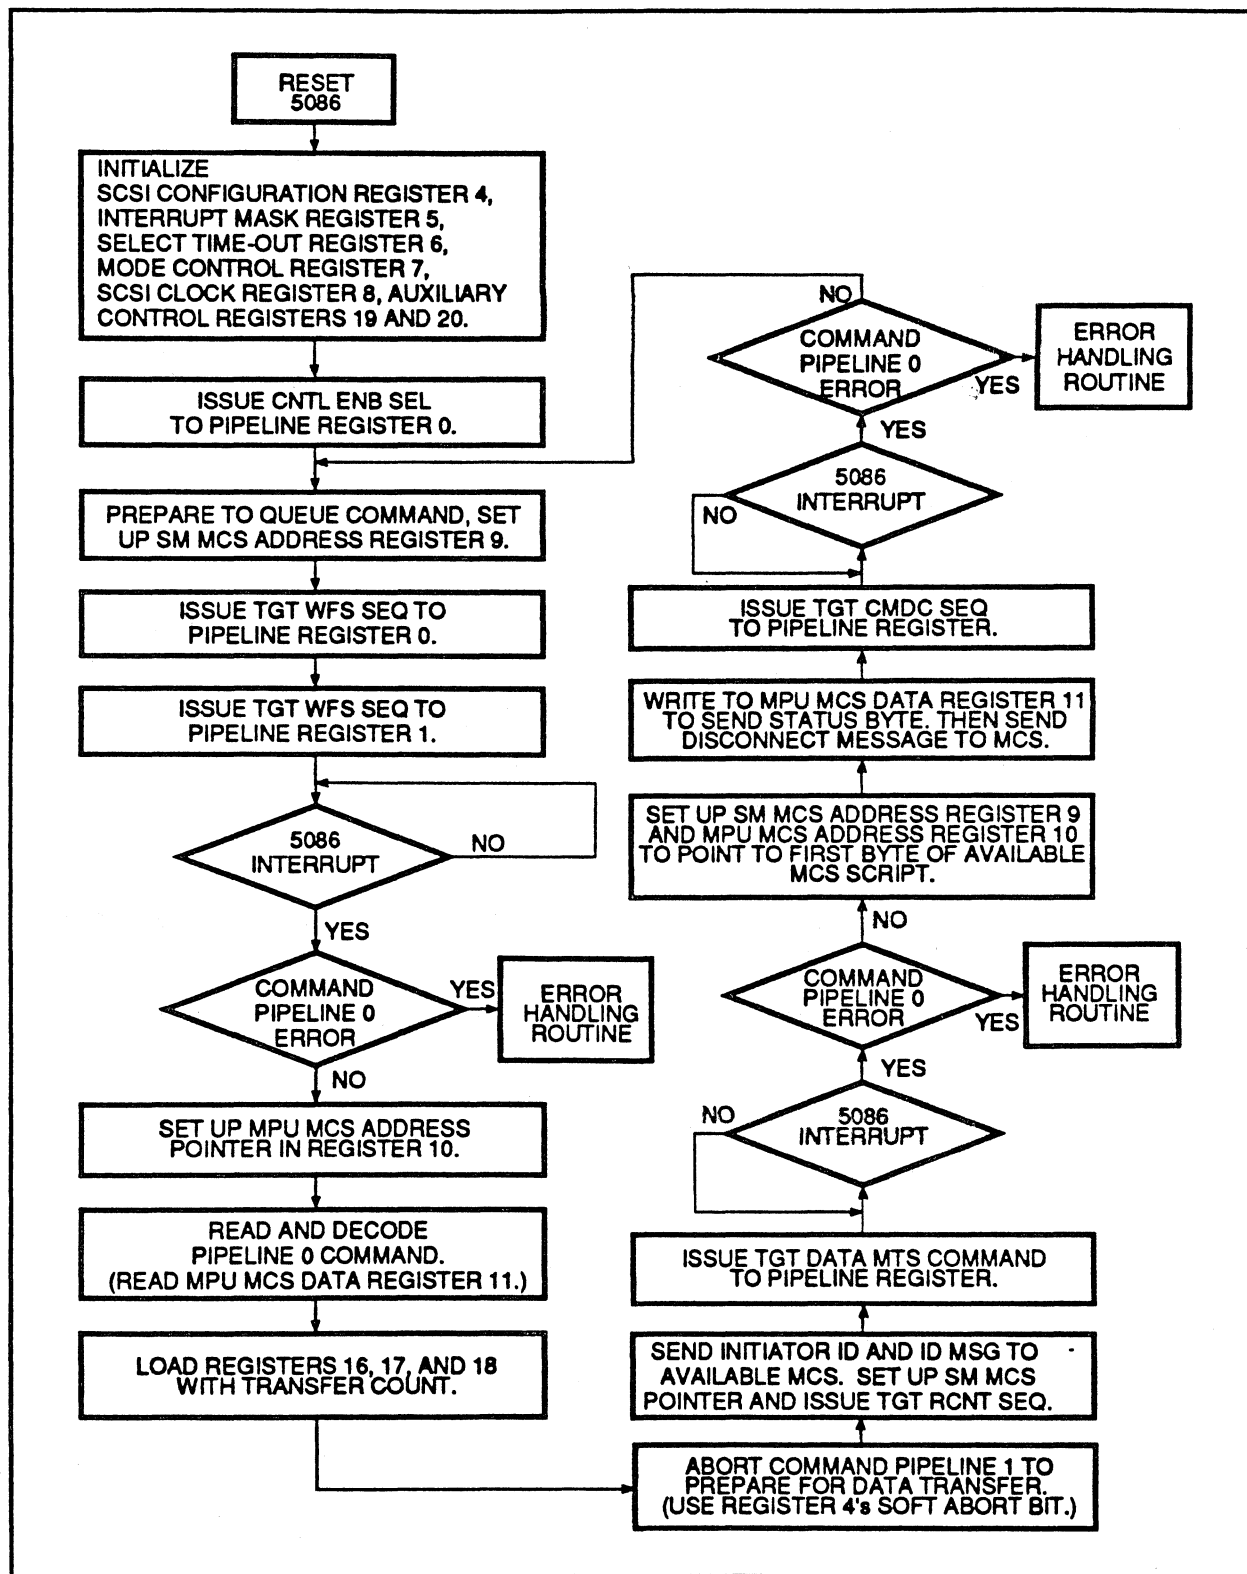 RESET
5086
INITIALIZE
SCSI CONFIGURATION REGISTER 4,
INTERRUPT MASK REGISTER 5,
SELECT TIME-OUT REGISTER 6,
MODE CONTROL REGISTER 7,
SCSI CLOCK REGISTER 8, AUXILIARY
CONTROL REGISTERS 19 AND 20.
ISSUE CNTL ENB SEL
TO PIPELINE REGISTER 0.
PREPARE TO QUEUE COMMAND, SET
UP SM MCS ADDRESS REGISTER 9.
ISSUE TGT WFS SEQ TO
PIPELINE REGISTER 0.
ISSUE TGT WFS SEQ TO
PIPELINE REGISTER 1.
5086
INTERRUPT
NO
YES
COMMAND
PIPELINE 0
ERROR
YES
ERROR
HANDLING
ROUTINE
NO
SET UP MPU MCS ADDRESS
POINTER IN REGISTER 10.
READ AND DECODE
PIPELINE 0 COMMAND.
(READ MPU MCS DATA REGISTER 11.)
LOAD REGISTERS 16, 17, AND 18
WITH TRANSFER COUNT.
ABORT COMMAND PIPELINE 1 TO
PREPARE FOR DATA TRANSFER.
(USE REGISTER 4's SOFT ABORT BIT.)
SEND INITIATOR ID AND ID MSG TO
AVAILABLE MCS. SET UP SM MCS
POINTER AND ISSUE TGT RCNT SEQ.
ISSUE TGT DATA MTS COMMAND
TO PIPELINE REGISTER.
NO
5086
INTERRUPT
YES
COMMAND
PIPELINE 0
ERROR
YES
ERROR
HANDLING
ROUTINE
NO
SET UP SM MCS ADDRESS REGISTER 9
AND MPU MCS ADDRESS REGISTER 10
TO POINT TO FIRST BYTE OF AVAILABLE
MCS SCRIPT.
WRITE TO MPU MCS DATA REGISTER 11
TO SEND STATUS BYTE. THEN SEND
DISCONNECT MESSAGE TO MCS.
ISSUE TGT CMDC SEQ
TO PIPELINE REGISTER.
NO
5086
INTERRUPT
YES
COMMAND
PIPELINE 0
ERROR
YES
ERROR
HANDLING
ROUTINE
NO